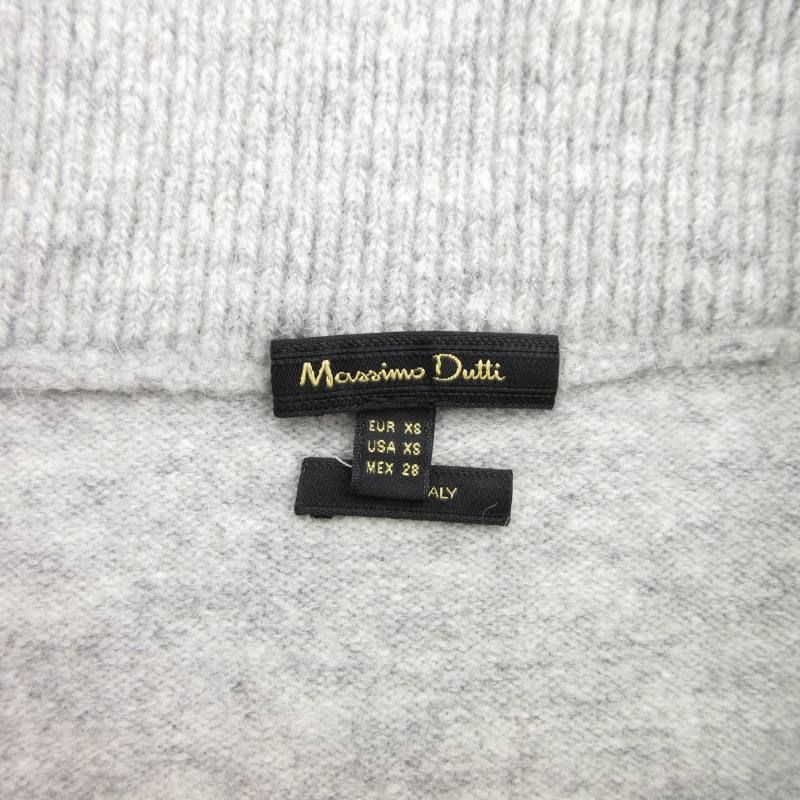 Massimo Dutti
EUR XS
USA XS
MEX 28
ALY